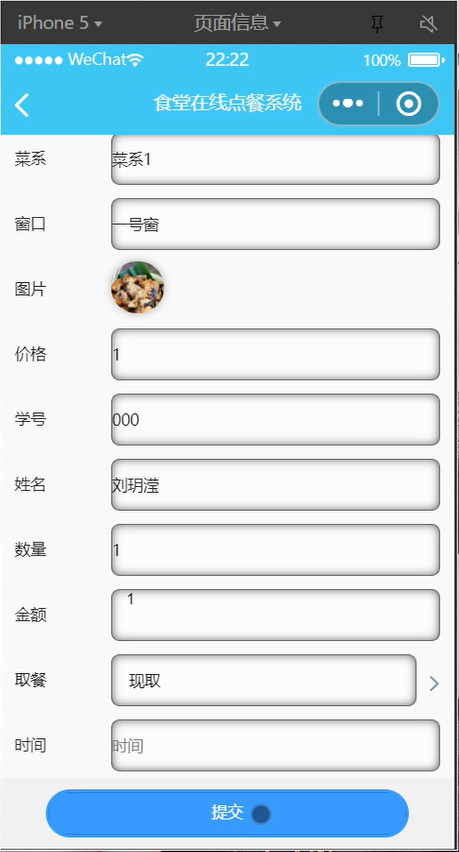 iPhone 5 页面信息
WeChat 22:22 100%
食堂在线点餐系统
菜系 菜系1
窗口 一号窗
图片
价格 1
学号 000
姓名 刘玥滢
数量 1
金额 1
取餐 现取
时间 时间
提交